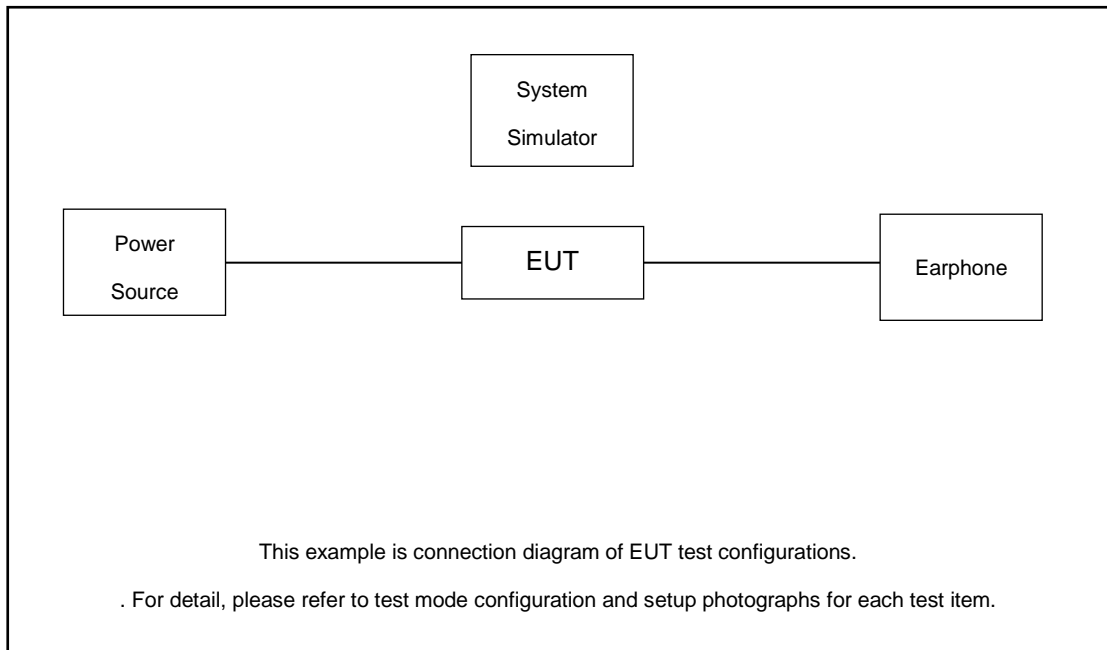 System
Simulator
Power
Source
EUT
Earphone
This example is connection diagram of EUT test configurations.
. For detail, please refer to test mode configuration and setup photographs for each test item.